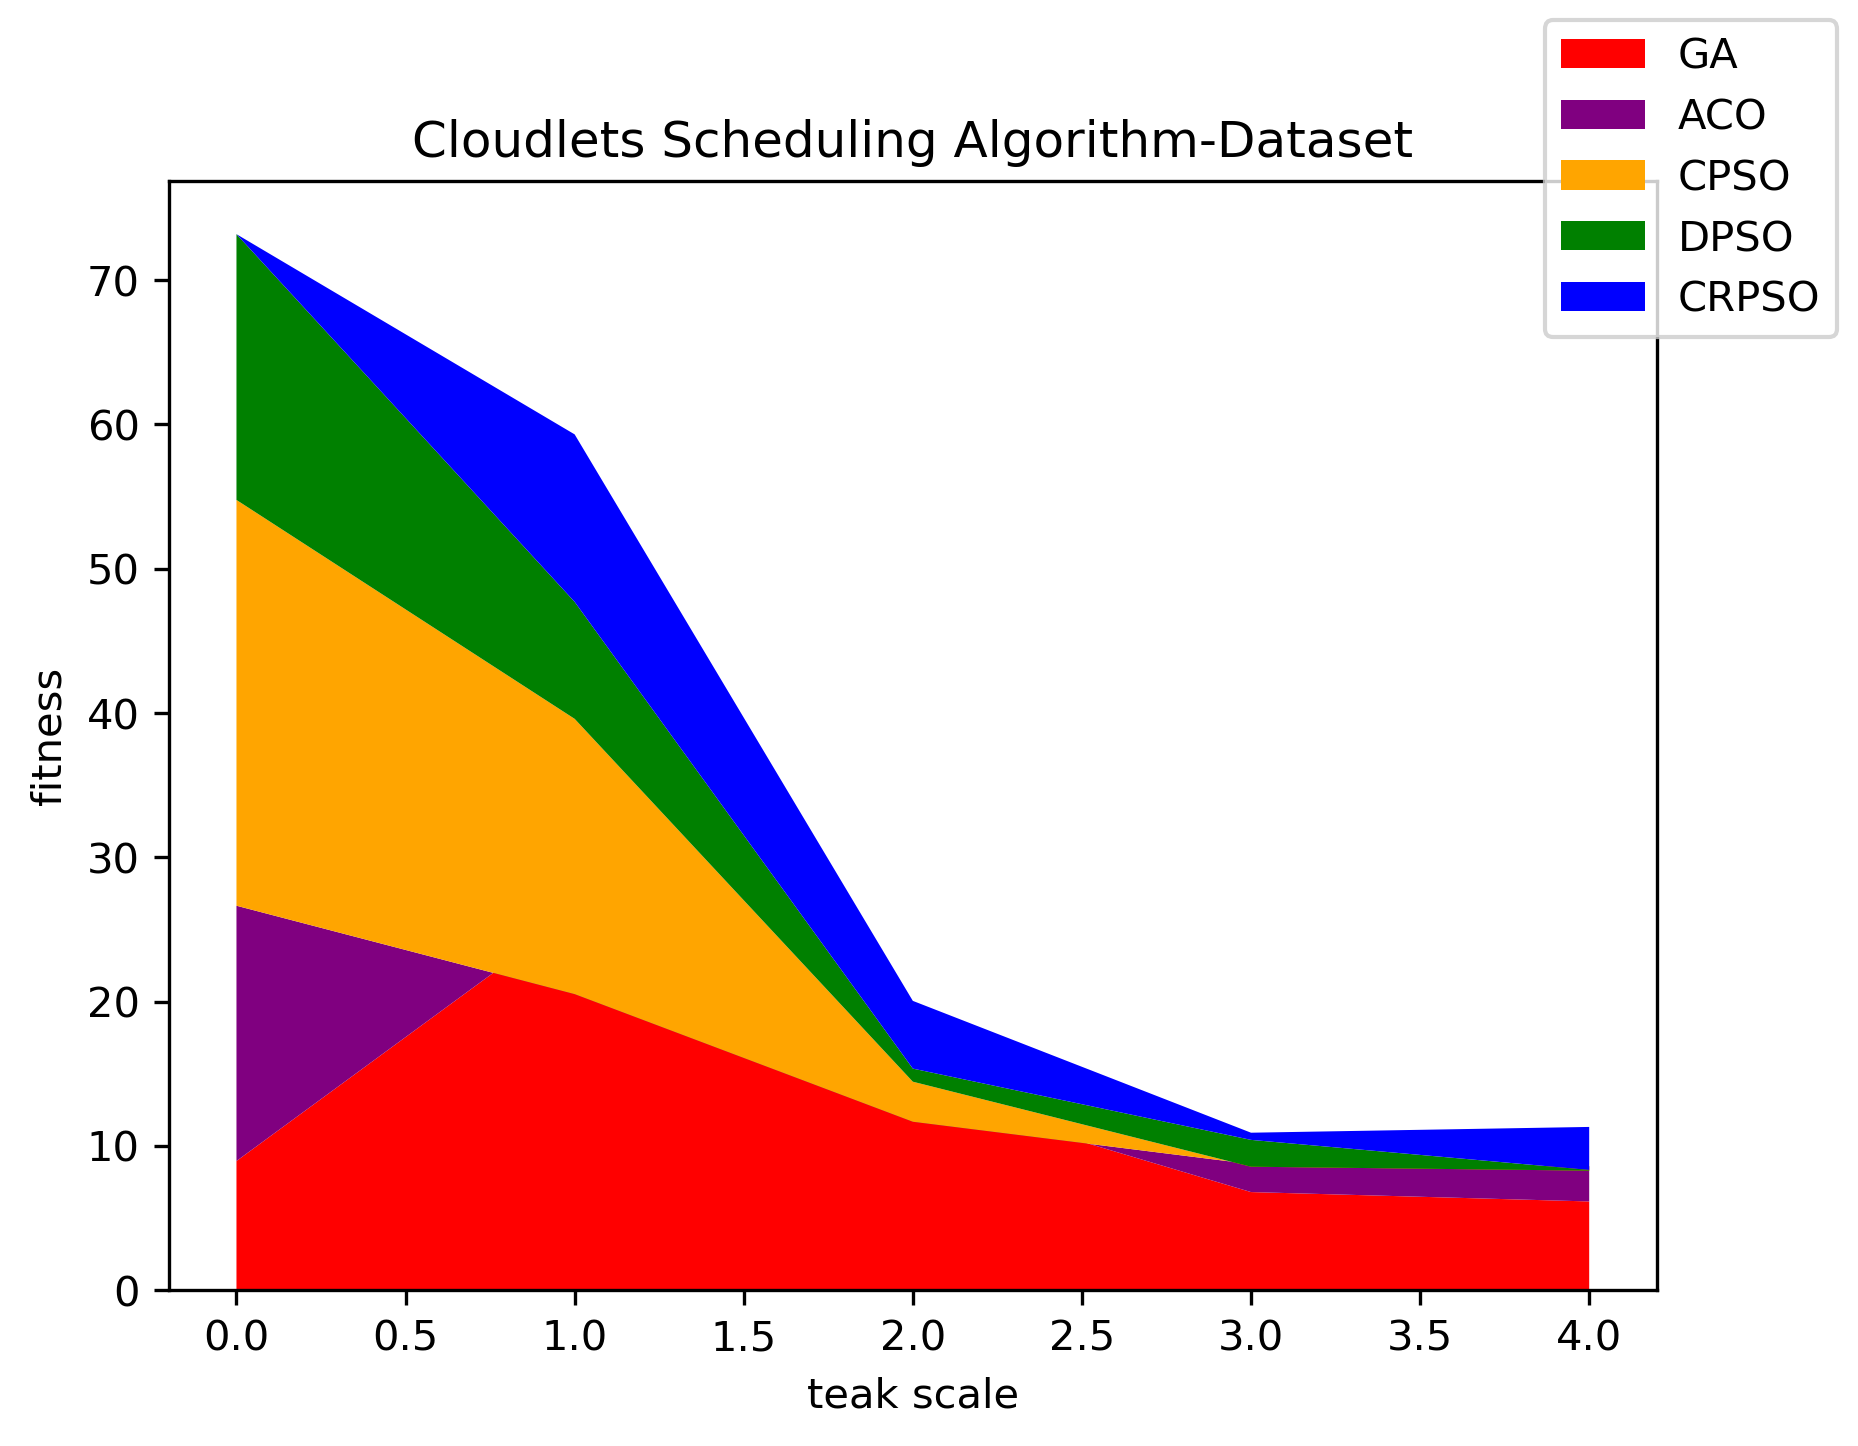 GA
ACO
CPSO
DPSO
CRPSO
Cloudlets Scheduling Algorithm-Dataset
70
60
50
40
30
20
10
0
fitness
0.0 0.5 1.0 1.5 2.0 2.5 3.0 3.5 4.0
teak scale